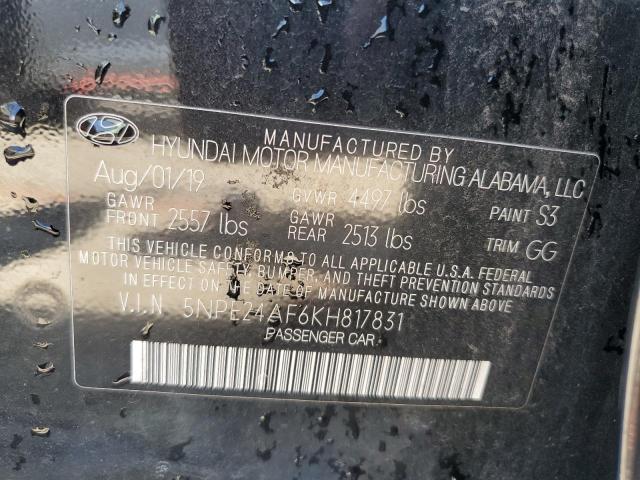 MANUFACTURED BY
HYUNDAI MOTOR MANUFACTURING ALABAMA, LLC
Aug/01/19 GVWR 4497 lbs PAINT S3
GAWR FRONT 2557 lbs GAWR REAR 2513 lbs TRIM GG
THIS VEHICLE CONFORMS TO ALL APPLICABLE U.S.A. FEDERAL
MOTOR VEHICLE SAFETY, BUMPER, AND THEFT PREVENTION STANDARDS
IN EFFECT ON THE DATE OF MANUFACTURE SHOWN ABOVE.
V.I.N. 5NPE24AF6KH817831
PASSENGER CAR